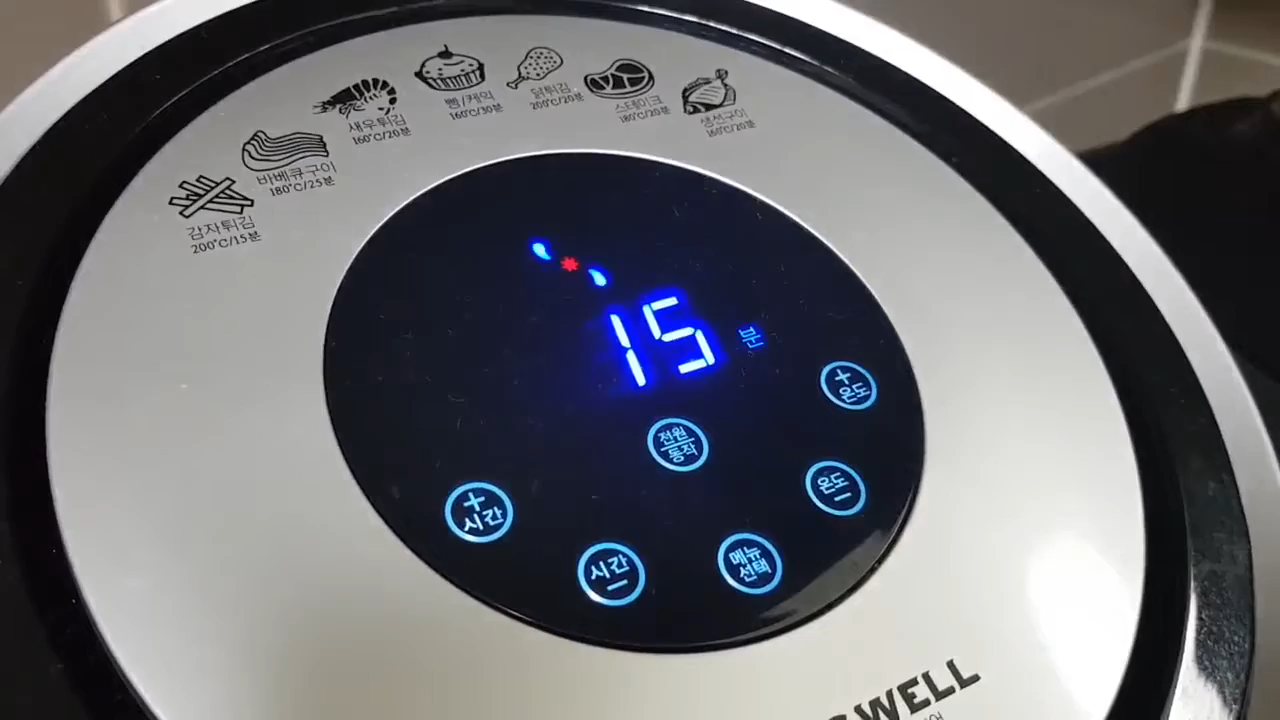 감자튀김
200℃/15분
바베큐구이
180℃/25분
새우튀김
160℃/20분
빵/케익
160℃/30분
닭튀김
200℃/20분
스테이크
180℃/20분
생선구이
160℃/20분
15 분
+
온도
전원
동작
온도
−
+
시간
시간
−
메뉴
선택
WELL